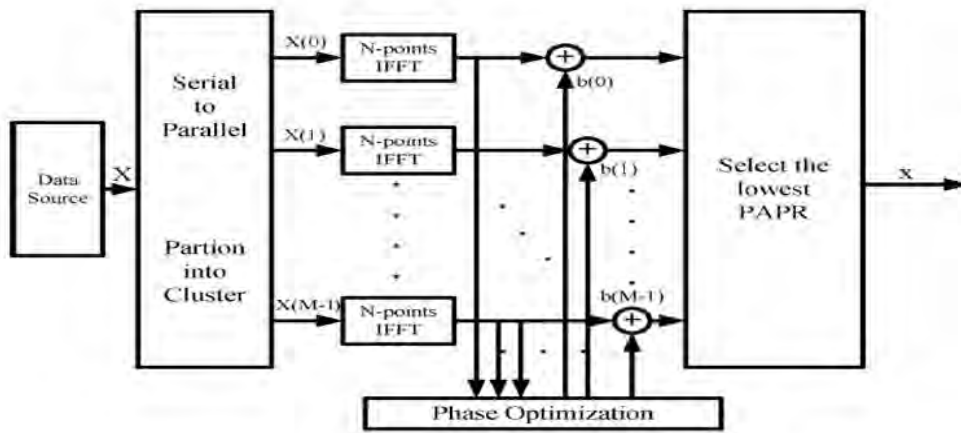 Data
Source
X
Serial
to
Parallel
Partion
into
Cluster
X(0)
N-points
IFFT
+
b(0)
X(1)
N-points
IFFT
+
b(1)
X(M-1)
N-points
IFFT
b(M-1)
+
Select the
lowest
PAPR
x
Phase Optimization